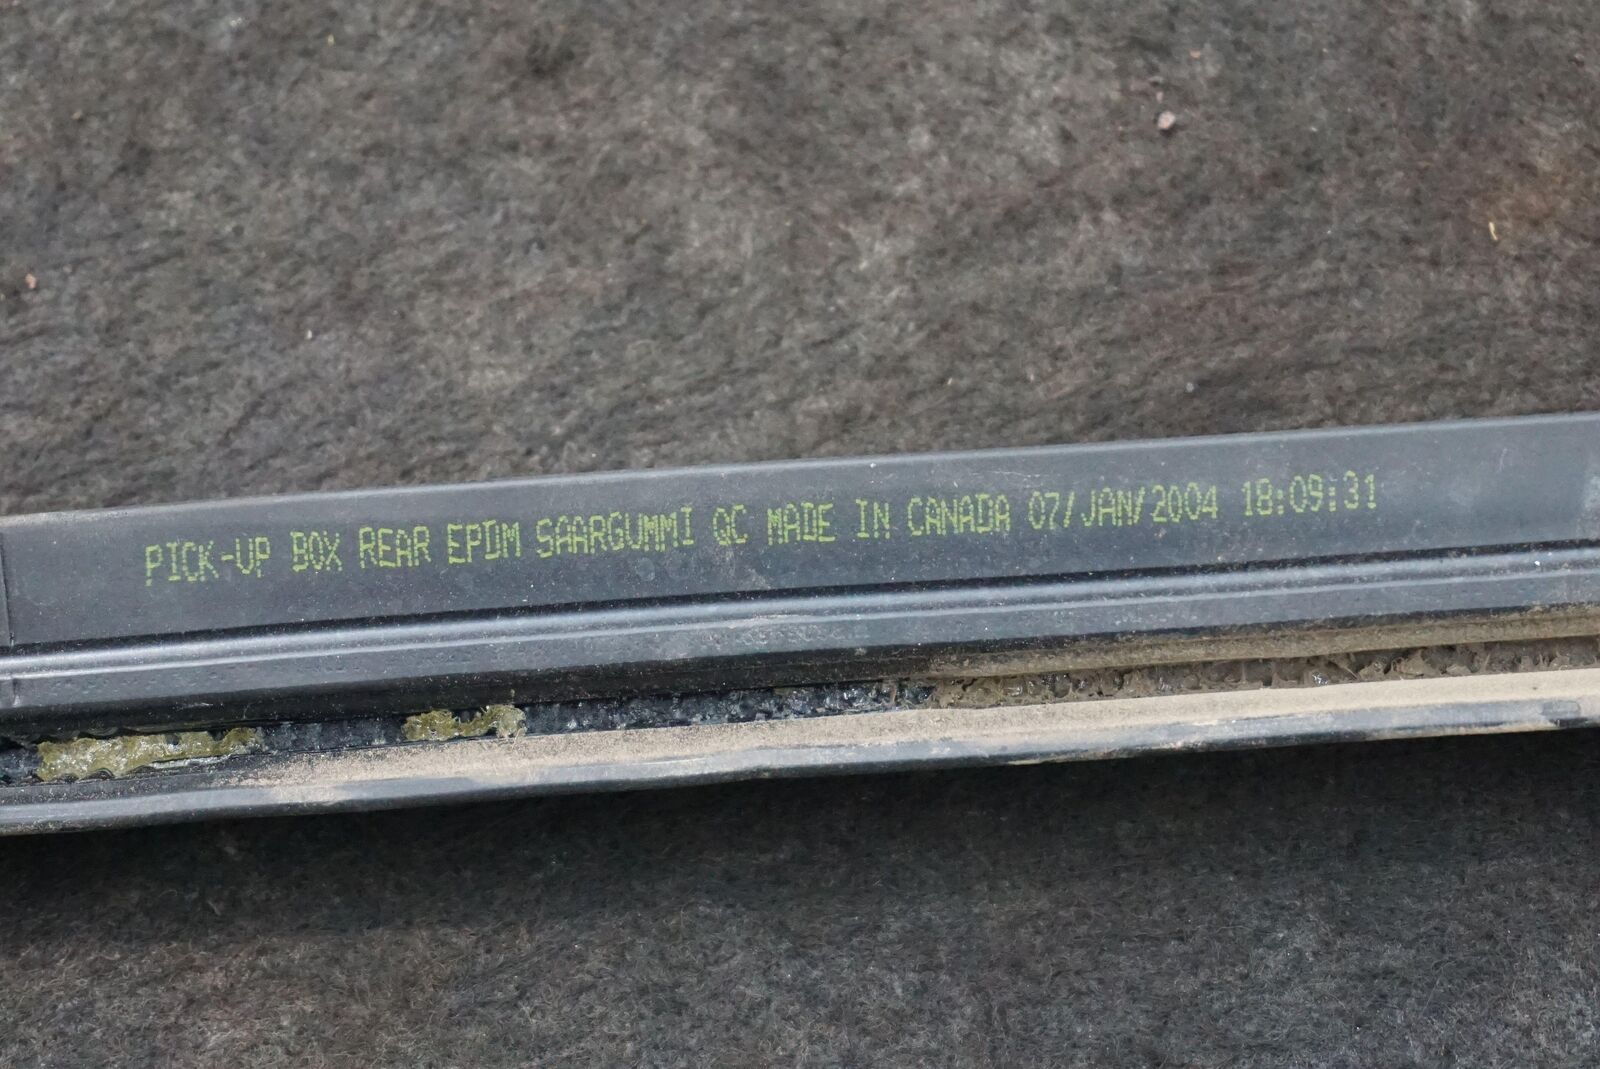 PICK-UP BOX REAR EPDM SAARGUMMI QC MADE IN CANADA 07/JAN/2004 18:09:31